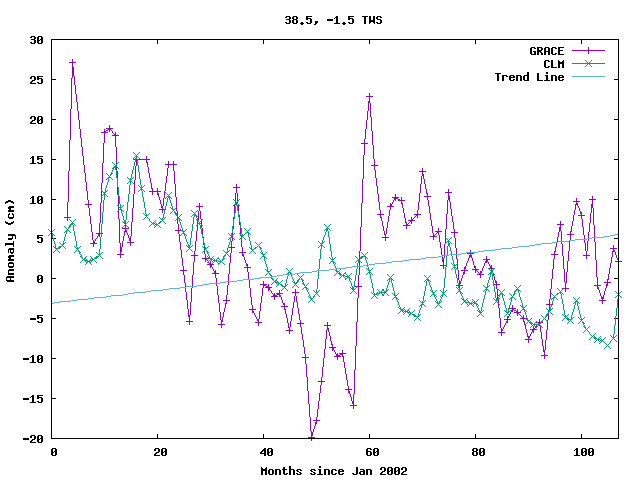 38.5, -1.5 TWS
GRACE
CLM
Trend Line
30
25
20
15
10
5
0
-5
-10
-15
-20
Anomaly (cm)
0 20 40 60 80 100
Months since Jan 2002